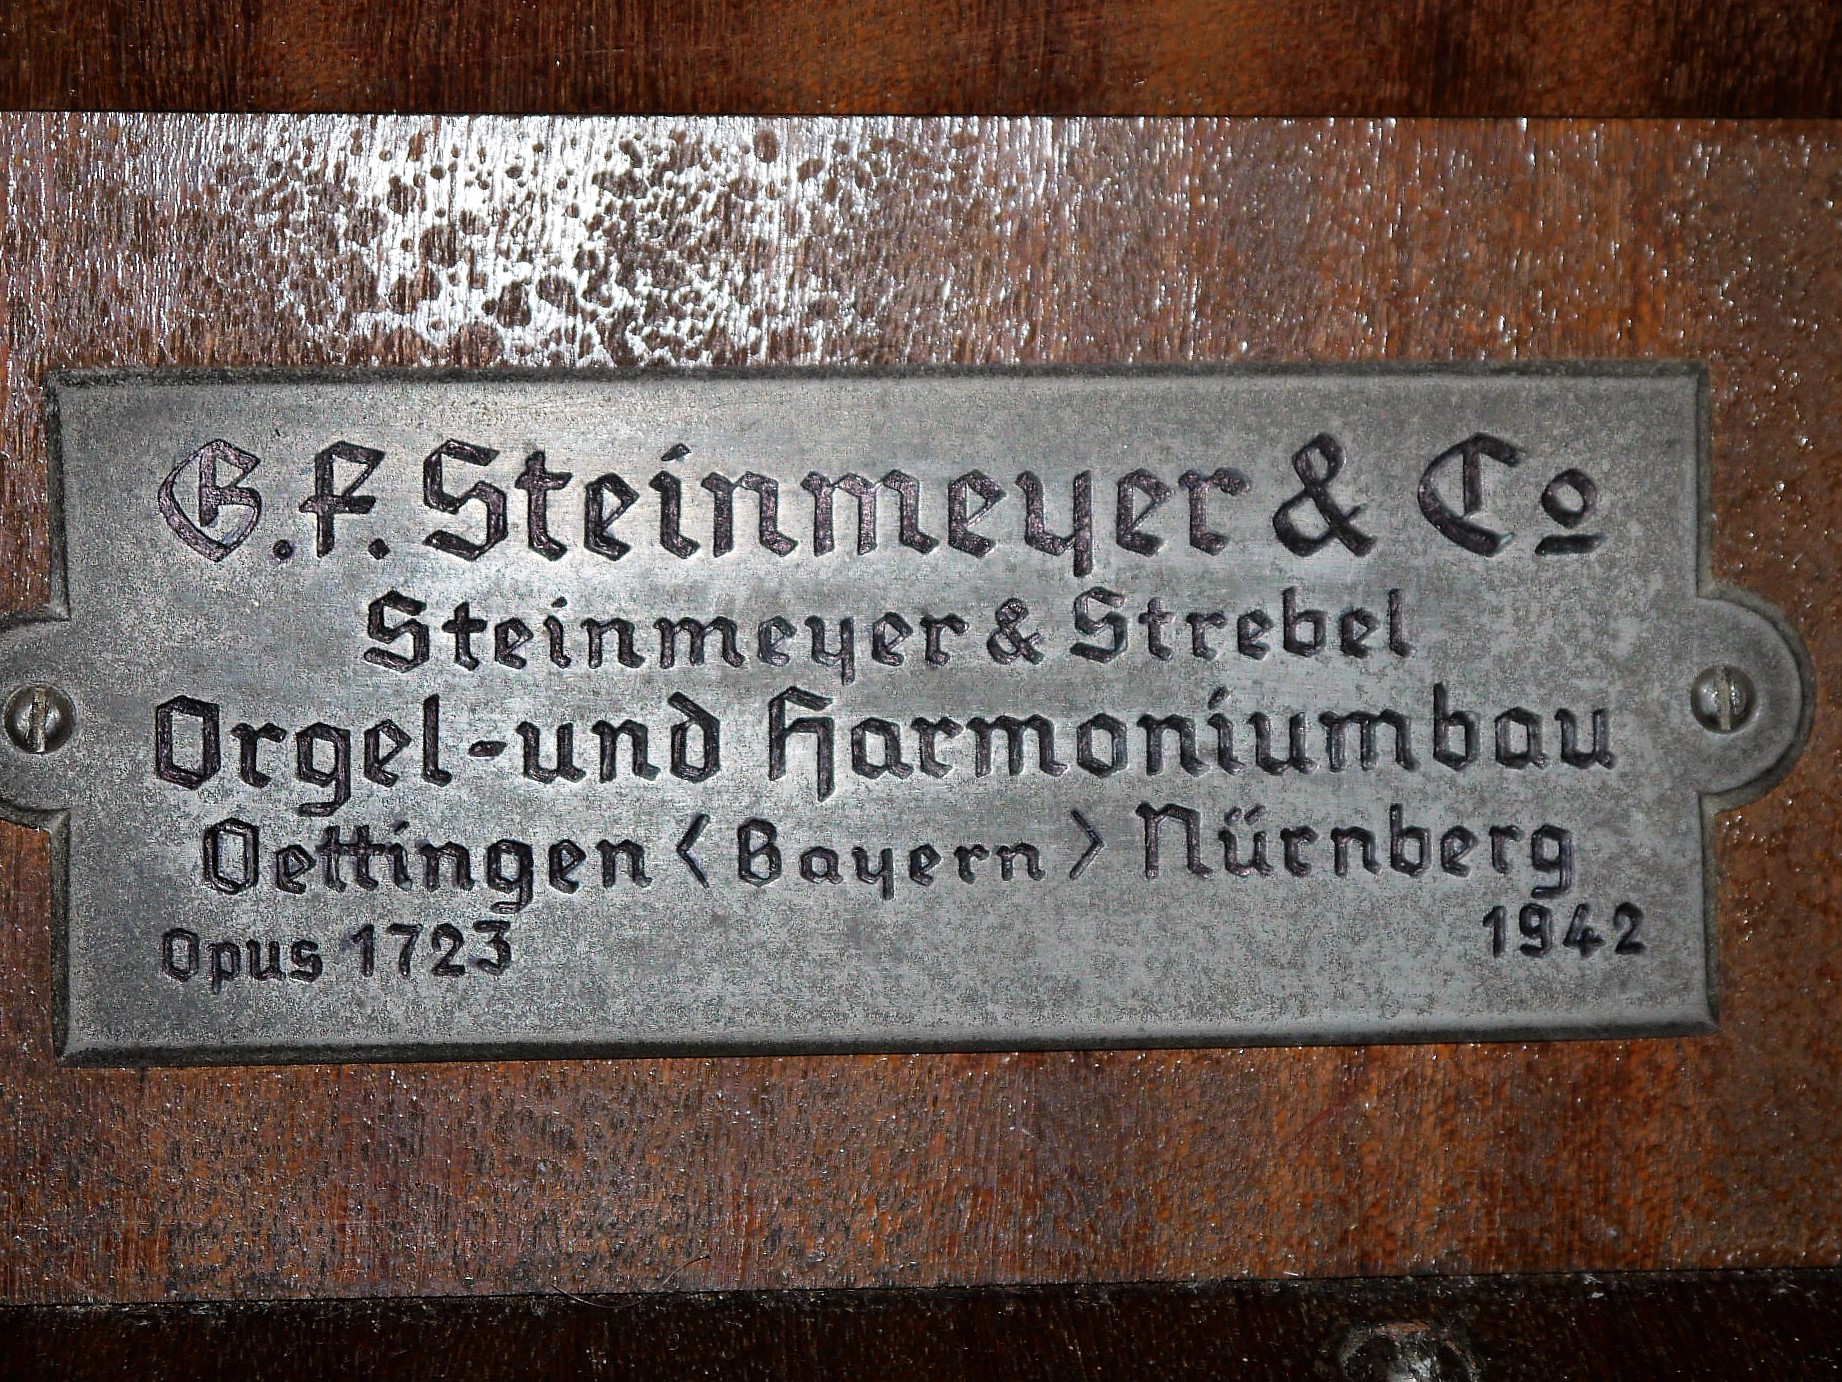 G.F. Steinmeyer & Co
Steinmeyer & Strebel
Orgel-und Harmoniumbau
Oettingen <Bayern> Nürnberg
Opus 1723 1942